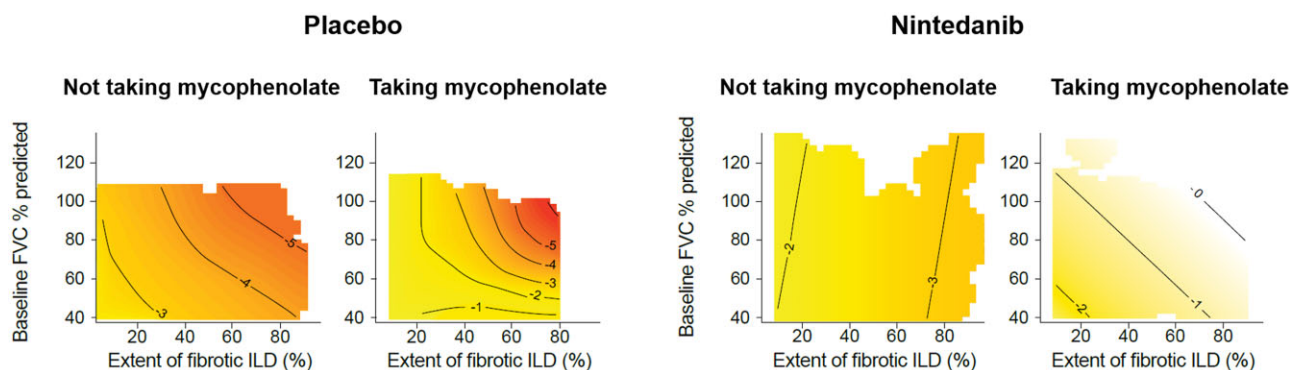 Placebo
Nintedanib
Not taking mycophenolate
Taking mycophenolate
Not taking mycophenolate
Taking mycophenolate
Baseline FVC % predicted
120
100
80
60
40
-3
-4
-5
20 40 60 80
Extent of fibrotic ILD (%)
120
100
80
60
40
-5
-4
-3
-2
-1
20 40 60 80
Extent of fibrotic ILD (%)
Baseline FVC % predicted
120
100
80
60
40
-2
-3
20 40 60 80
Extent of fibrotic ILD (%)
120
100
80
60
40
-0
-1
-2
20 40 60 80
Extent of fibrotic ILD (%)